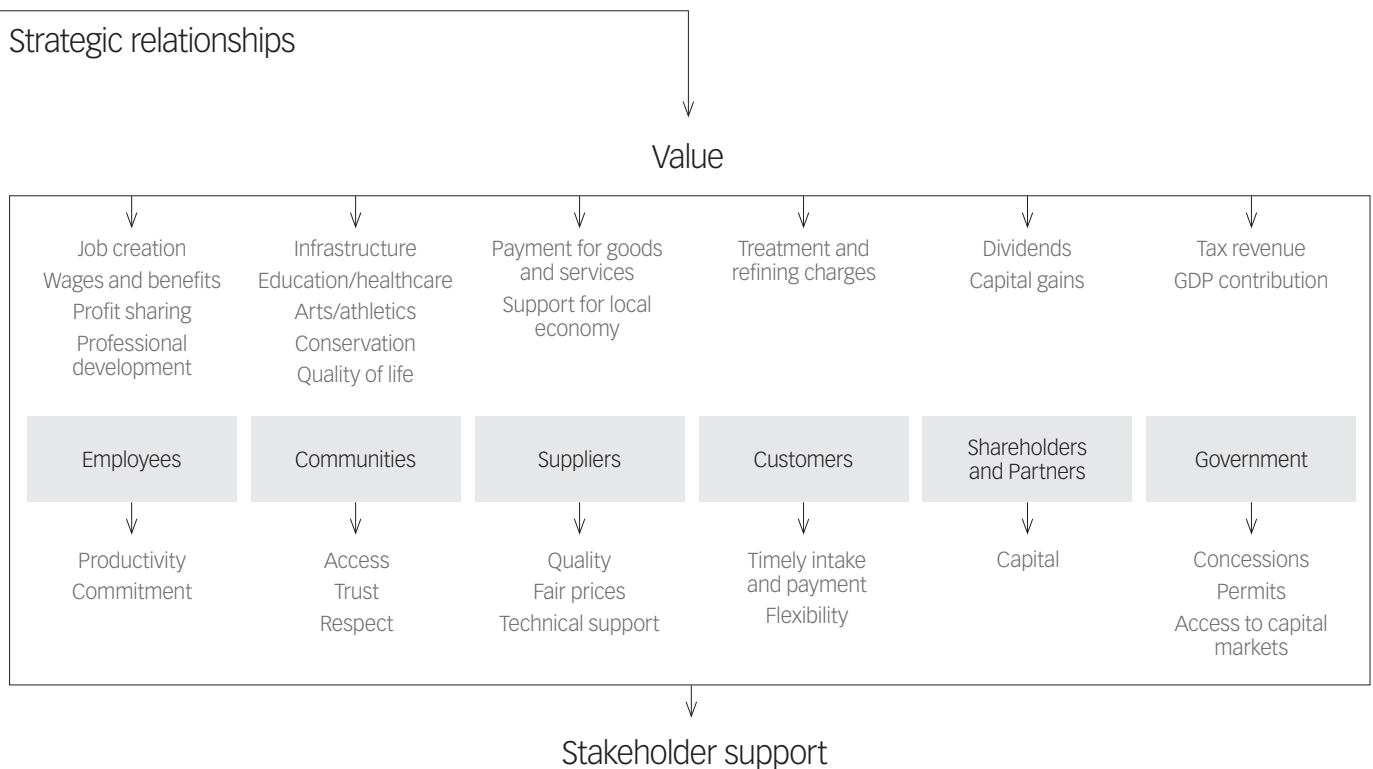 Strategic relationships
Value
Job creation
Wages and benefits
Profit sharing
Professional
development
Infrastructure
Education/healthcare
Arts/athletics
Conservation
Quality of life
Payment for goods
and services
Support for local
economy
Treatment and
refining charges
Dividends
Capital gains
Tax revenue
GDP contribution
Employees
Communities
Suppliers
Customers
Shareholders
and Partners
Government
Productivity
Commitment
Access
Trust
Respect
Quality
Fair prices
Technical support
Timely intake
and payment
Flexibility
Capital
Concessions
Permits
Access to capital
markets
Stakeholder support